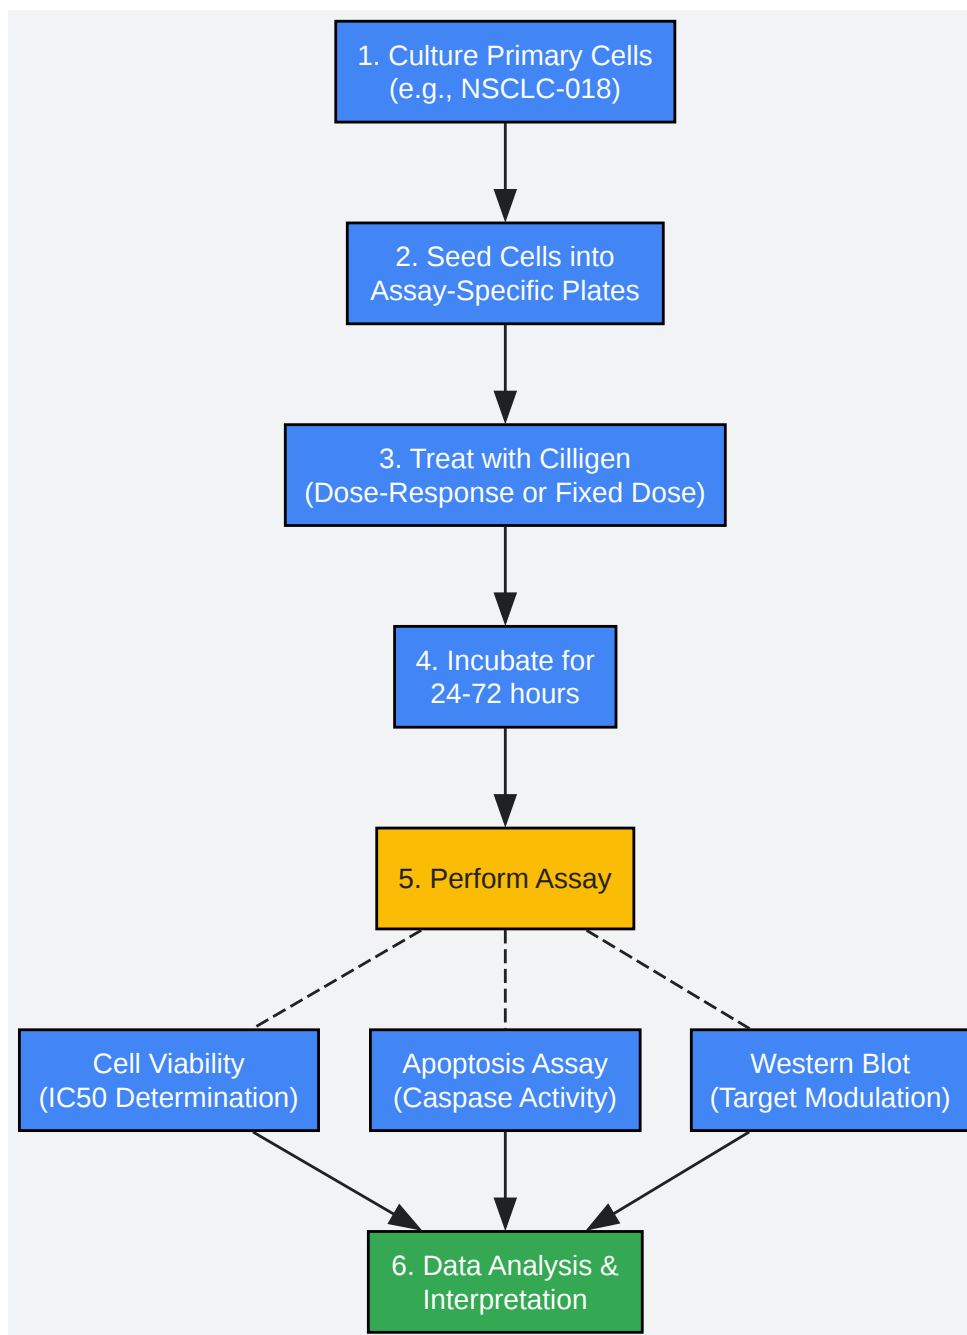 1. Culture Primary Cells
(e.g., NSCLC-018)
2. Seed Cells into
Assay-Specific Plates
3. Treat with Cilligen
(Dose-Response or Fixed Dose)
4. Incubate for
24-72 hours
5. Perform Assay
Cell Viability
(IC50 Determination)
Apoptosis Assay
(Caspase Activity)
Western Blot
(Target Modulation)
6. Data Analysis &
Interpretation